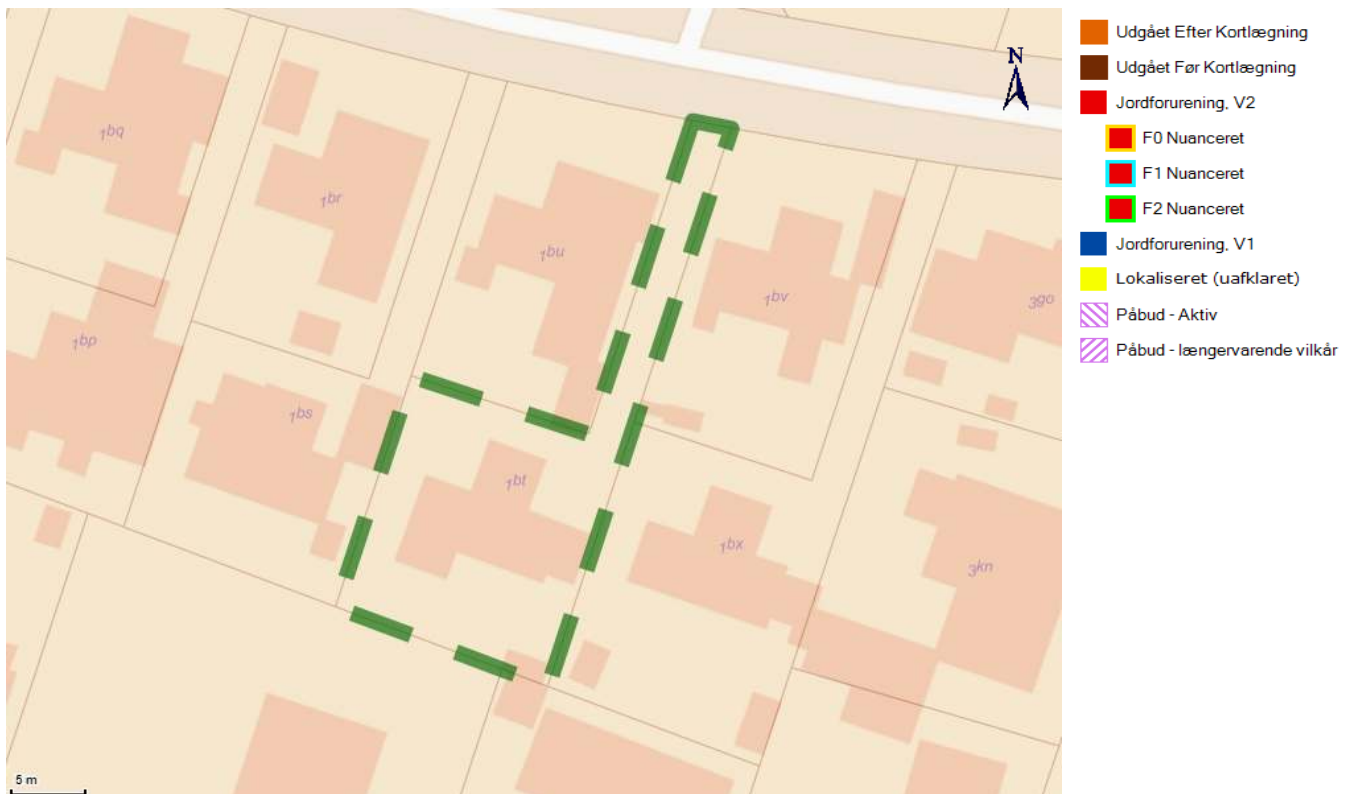 N
1bq
1br
1bu
1bv
3go
1bp
1bs
1bt
1bx
3kn
5 m
Udgået Efter Kortlægning
Udgået Før Kortlægning
Jordforurening, V2
F0 Nuanceret
F1 Nuanceret
F2 Nuanceret
Jordforurening, V1
Lokaliseret (uafklaret)
Påbud - Aktiv
Påbud - længervarende vilkår